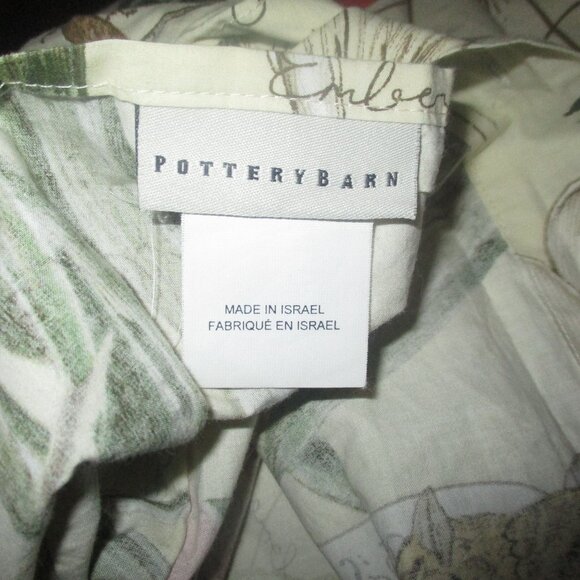 POTTERYBARN
MADE IN ISRAEL
FABRIQUÉ EN ISRAEL